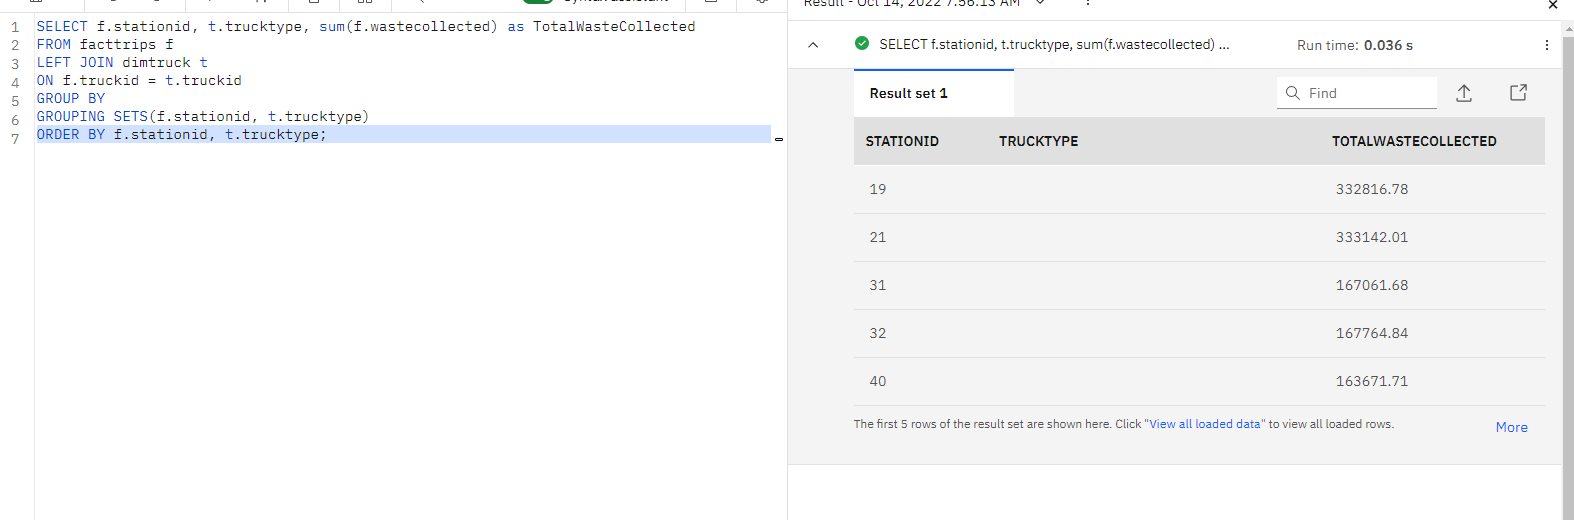 Result - Oct 14, 2022 7:56:13 AM
1 SELECT f.stationid, t.trucktype, sum(f.wastecollected) as TotalWasteCollected
2 FROM facttrips f
3 LEFT JOIN dimtruck t
4 ON f.truckid = t.truckid
5 GROUP BY
6 GROUPING SETS(f.stationid, t.trucktype)
7 ORDER BY f.stationid, t.trucktype;
SELECT f.stationid, t.trucktype, sum(f.wastecollected) ... Run time: 0.036 s
Result set 1 Find
STATIONID TRUCKTYPE TOTALWASTECOLLECTED
19 332816.78
21 333142.01
31 167061.68
32 167764.84
40 163671.71
The first 5 rows of the result set are shown here. Click "View all loaded data" to view all loaded rows. More